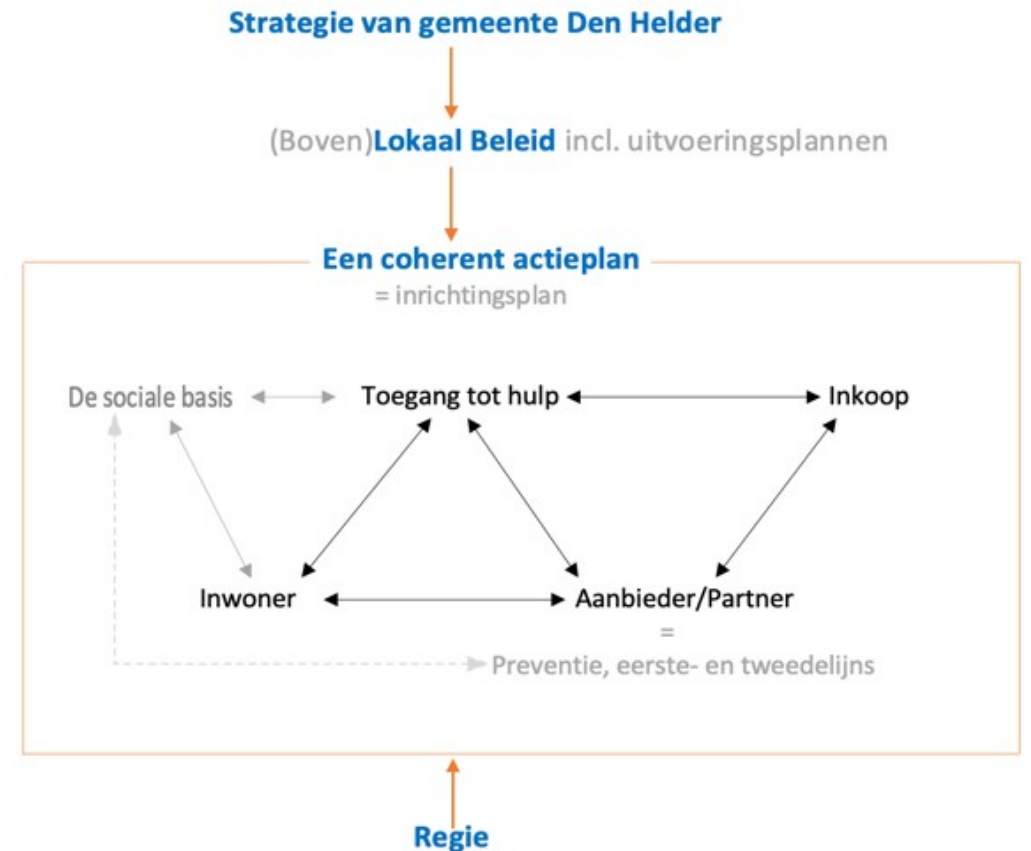 Strategie van gemeente Den Helder
(Boven)Lokaal Beleid incl. uitvoeringsplannen
Een coherent actieplan
= inrichtingsplan
De sociale basis
Toegang tot hulp
Inkoop
Inwoner
Aanbieder/Partner
=
Preventie, eerste- en tweedelijns
Regie